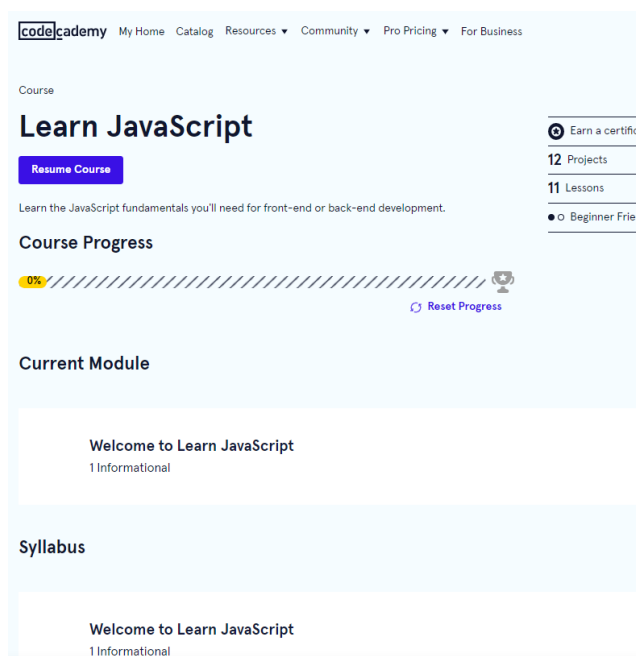 codecademy My Home Catalog Resources Community Pro Pricing For Business
Course
Learn JavaScript
Resume Course
Learn the JavaScript fundamentals you'll need for front-end or back-end development.
Earn a
12 Projects
11 Lessons
Beginner
Course Progress
0%
Reset Progress
Current Module
Welcome to Learn JavaScript
1 Informational
Syllabus
Welcome to Learn JavaScript
1 Informational